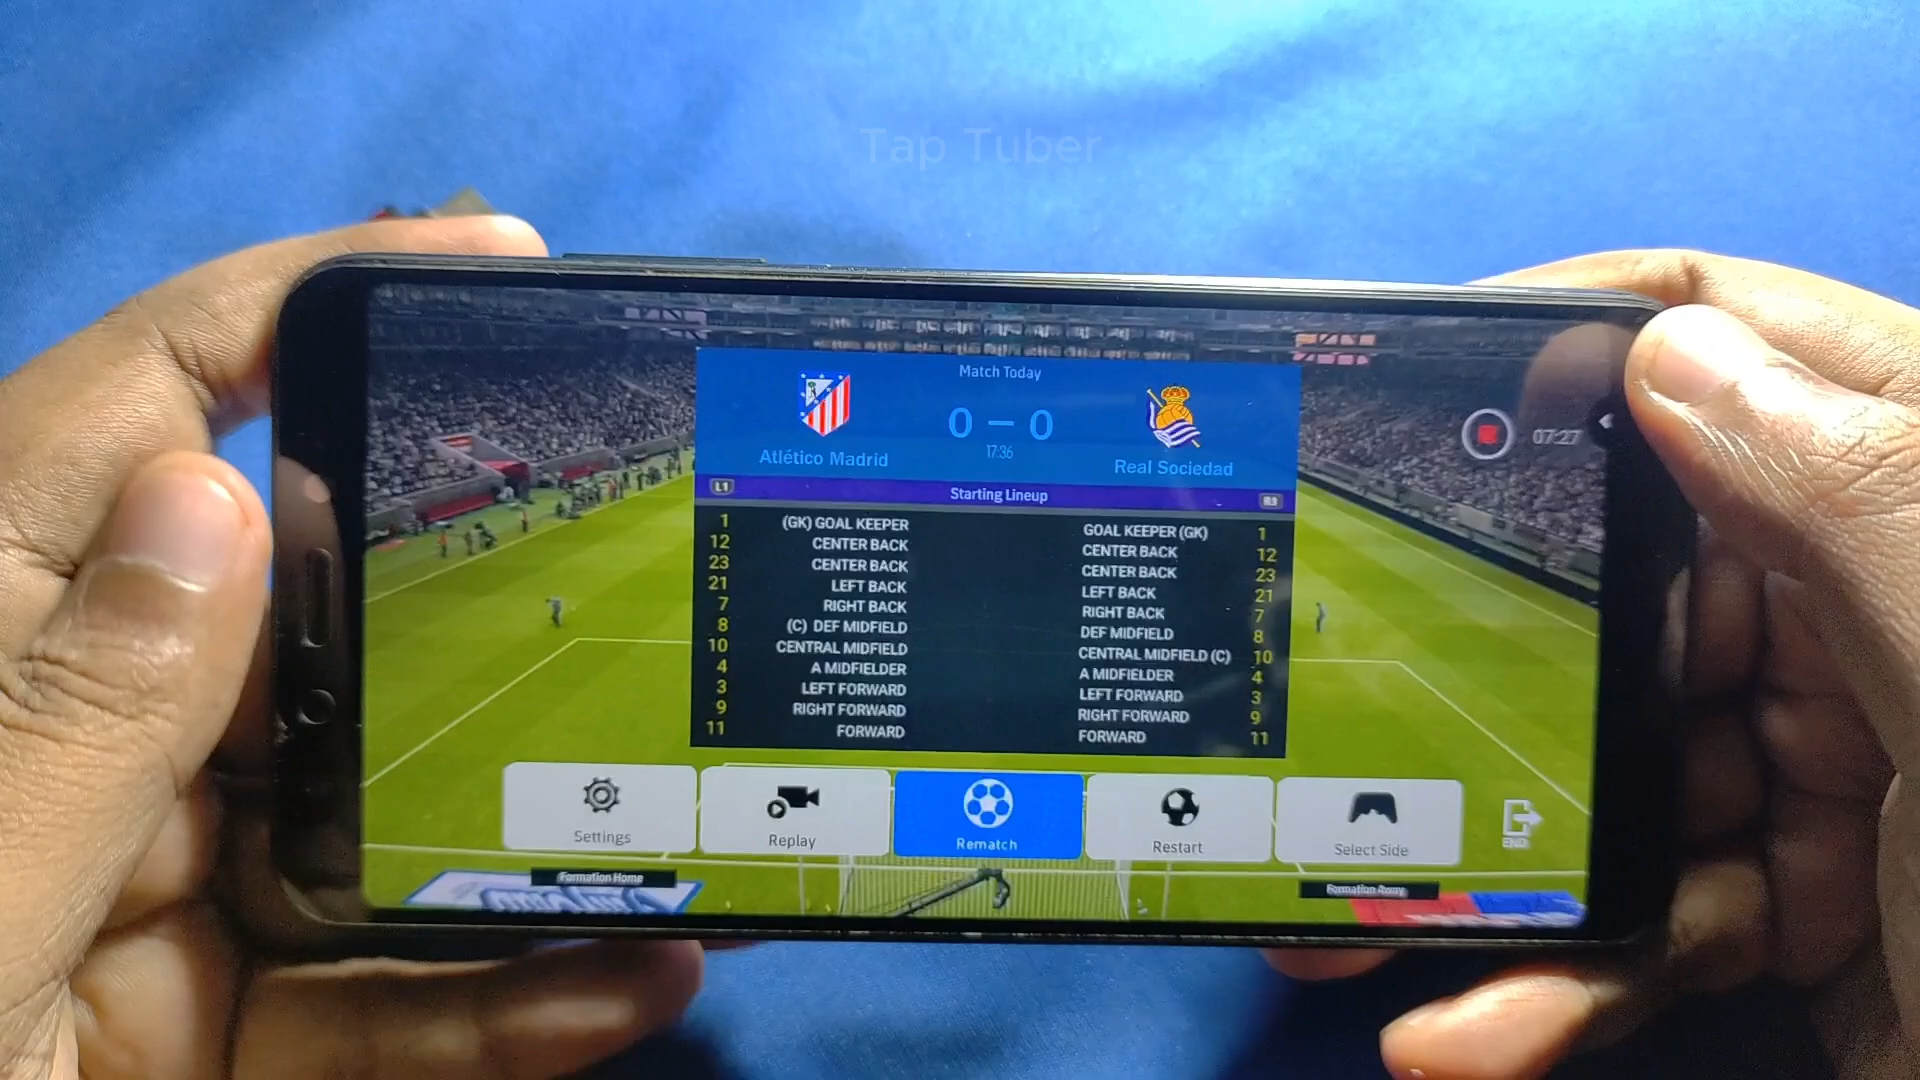 Tap Tuber
Match Today
0 – 0
17:36
Atlético Madrid
Real Sociedad
07:27
L1
Starting Lineup
R1
1 (GK) GOAL KEEPER GOAL KEEPER (GK) 1
12 CENTER BACK CENTER BACK 12
23 CENTER BACK CENTER BACK 23
21 LEFT BACK LEFT BACK 21
7 RIGHT BACK RIGHT BACK 7
8 (C) DEF MIDFIELD DEF MIDFIELD 8
10 CENTRAL MIDFIELD CENTRAL MIDFIELD (C) 10
4 A MIDFIELDER A MIDFIELDER 4
3 LEFT FORWARD LEFT FORWARD 3
9 RIGHT FORWARD RIGHT FORWARD 9
11 FORWARD FORWARD 11
Settings
Replay
Rematch
Restart
Select Side
END
Formation Home
Formation Away